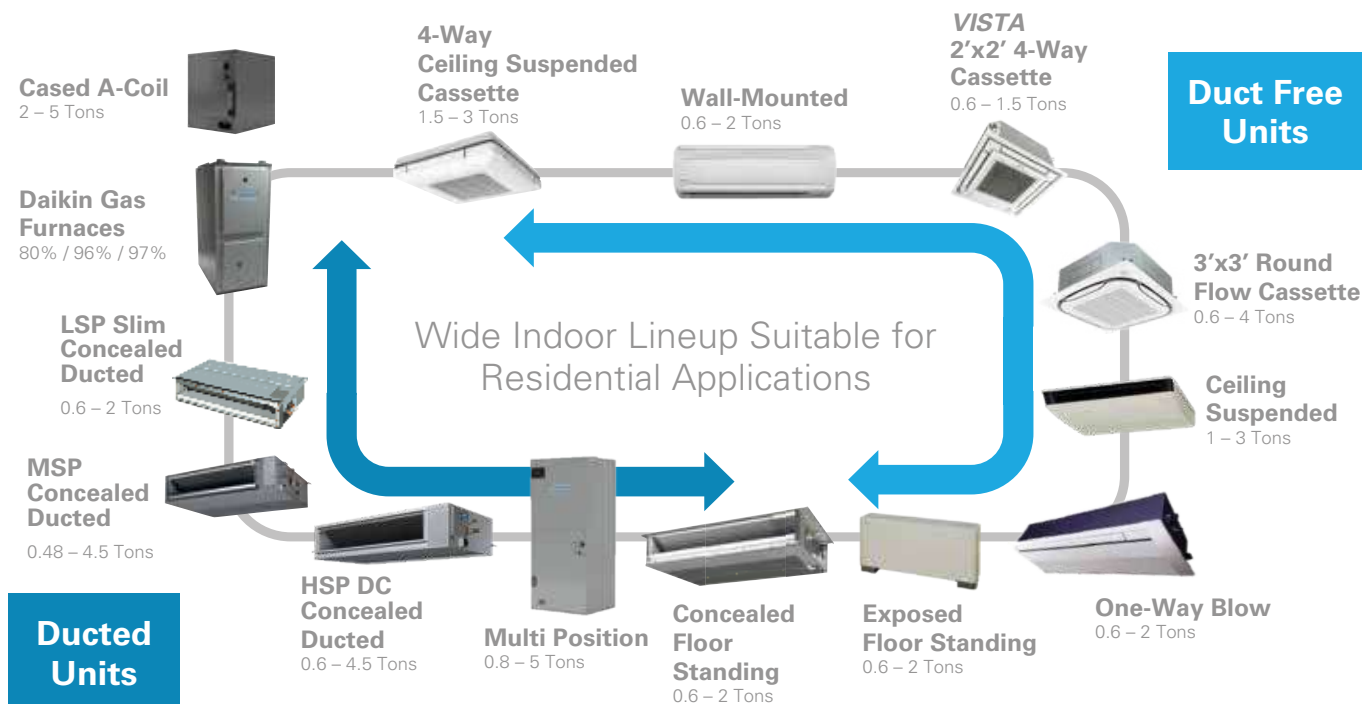 4-Way
Ceiling Suspended
Cassette
1.5 – 3 Tons
VISTA
2’x2’ 4-Way
Cassette
0.6 – 1.5 Tons
Cased A-Coil
2 – 5 Tons
Wall-Mounted
0.6 – 2 Tons
Duct Free
Units
Daikin Gas
Furnaces
80% / 96% / 97%
3’x3’ Round
Flow Cassette
0.6 – 4 Tons
LSP Slim
Concealed
Ducted
0.6 – 2 Tons
Wide Indoor Lineup Suitable for
Residential Applications
Ceiling
Suspended
1 – 3 Tons
MSP
Concealed
Ducted
0.48 – 4.5 Tons
HSP DC
Concealed
Ducted
0.6 – 4.5 Tons
Multi Position
0.8 – 5 Tons
Concealed
Floor
Standing
0.6 – 2 Tons
Exposed
Floor Standing
0.6 – 2 Tons
One-Way Blow
0.6 – 2 Tons
Ducted
Units